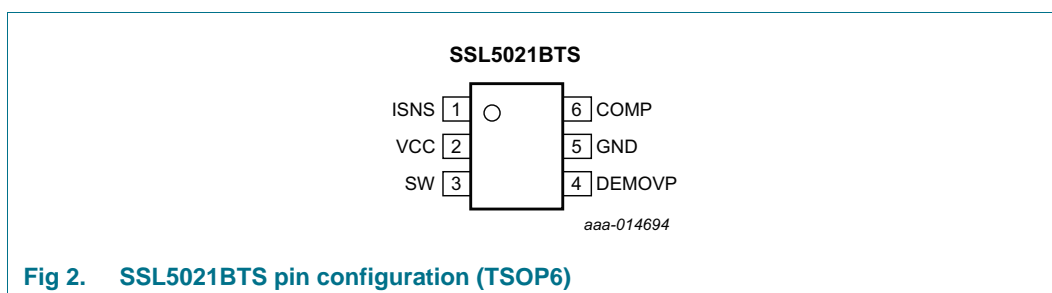 SSL5021BTS
ISNS 1 6 COMP
VCC 2 5 GND
SW 3 4 DEMOVP
aaa-014694
Fig 2. SSL5021BTS pin configuration (TSOP6)